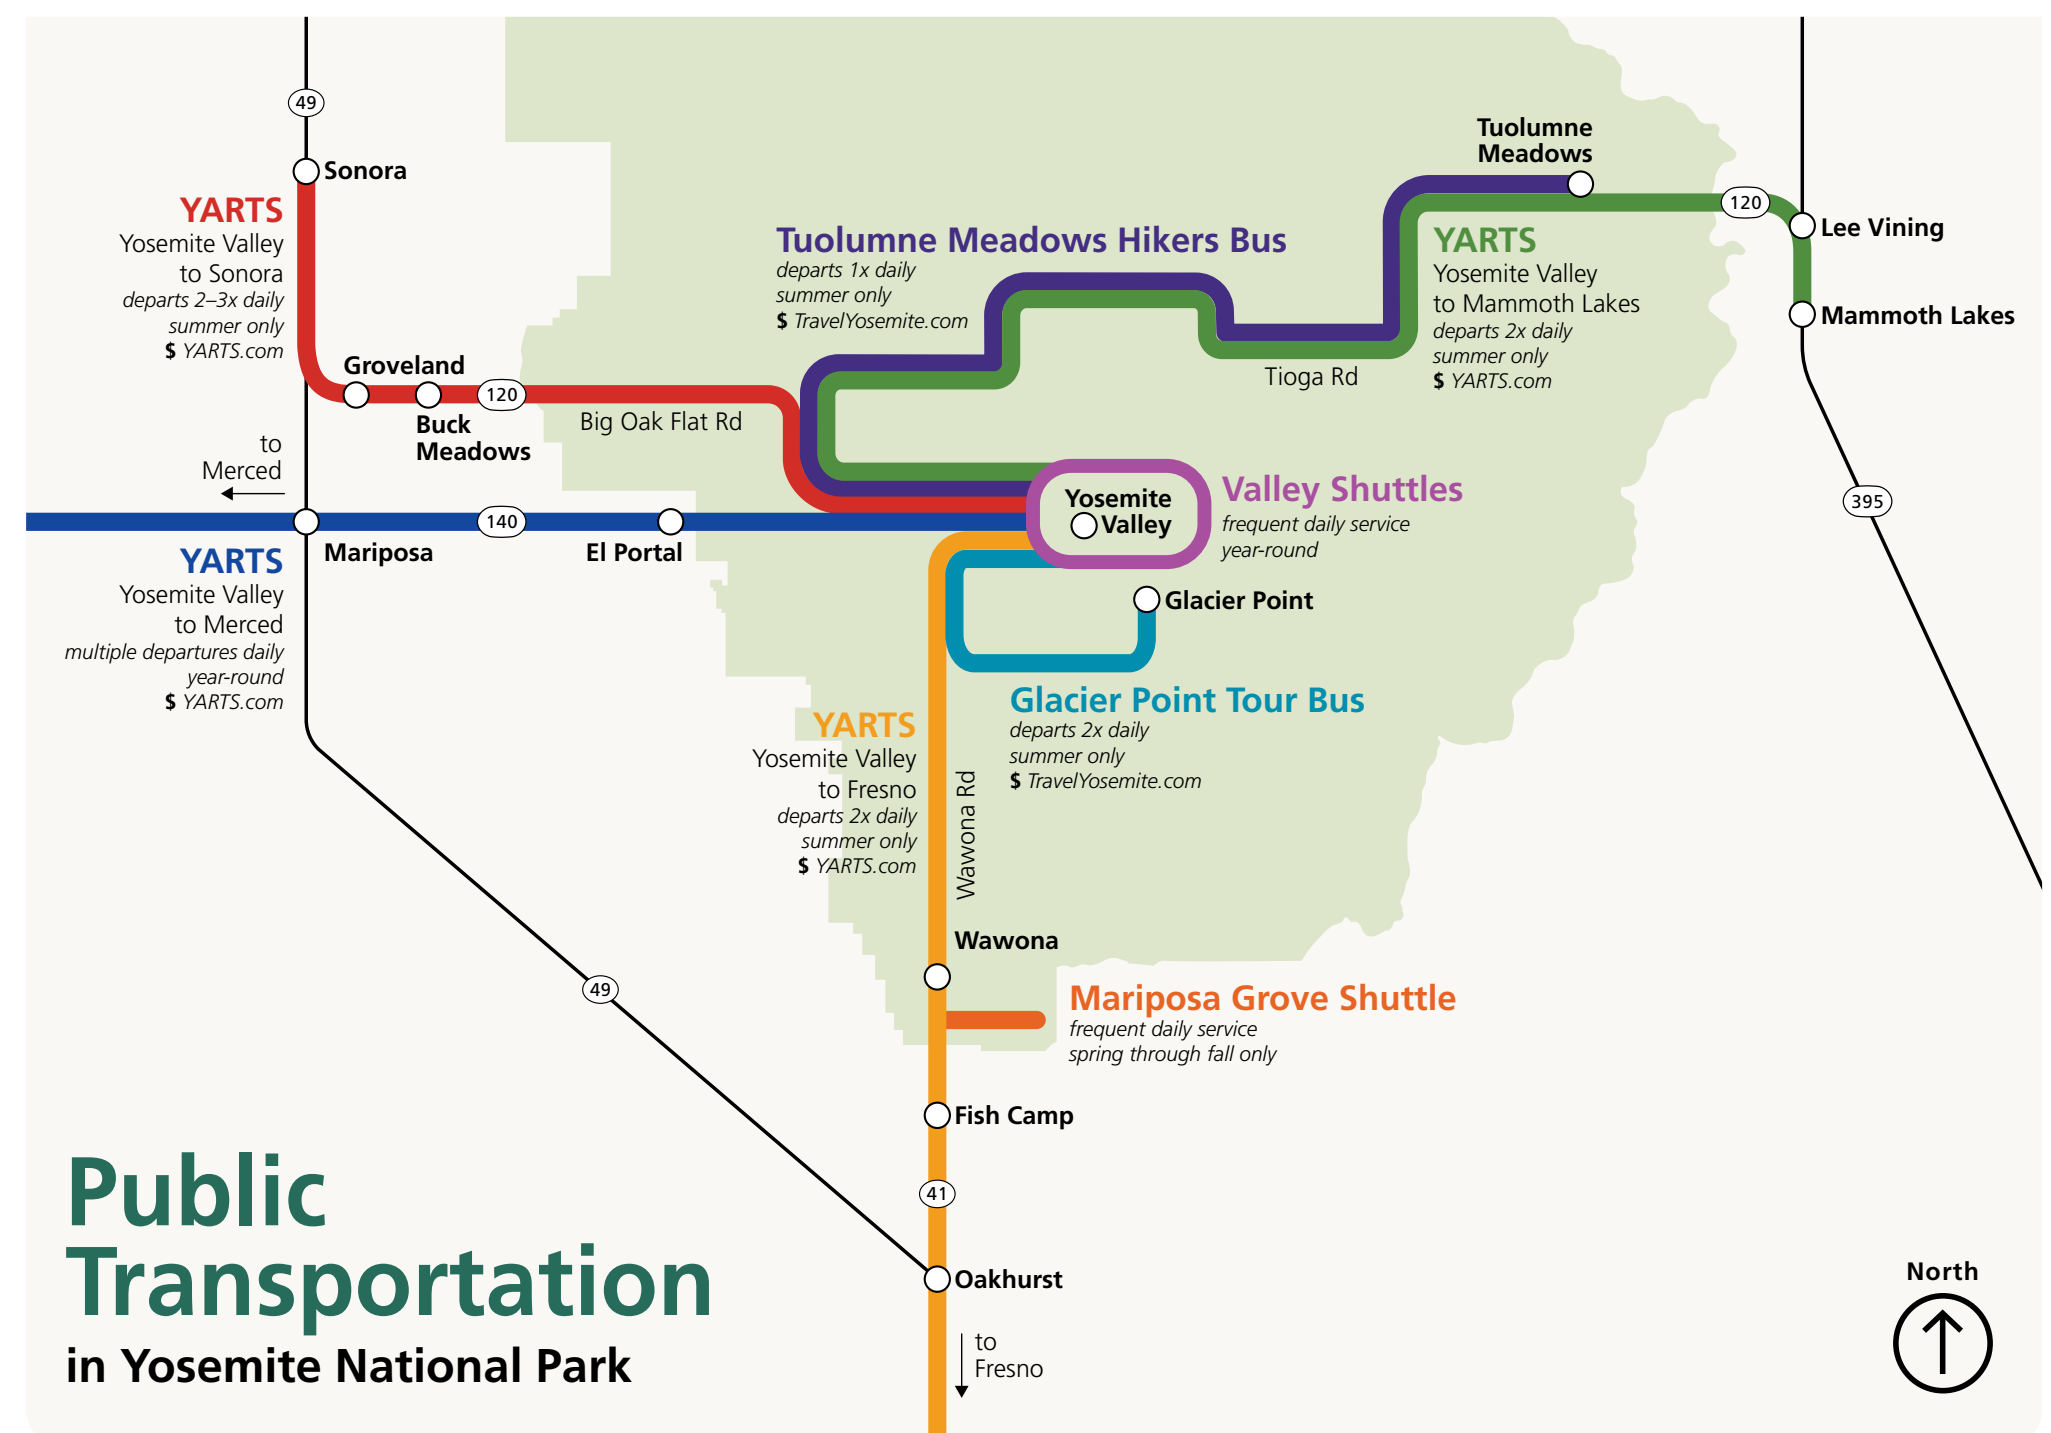 49
Sonora
YARTS
Yosemite Valley
to Sonora
departs 2–3x daily
summer only
$ YARTS.com
Groveland
120
Buck
Meadows
Big Oak Flat Rd
Tuolumne Meadows Hikers Bus
departs 1x daily
summer only
$ TravelYosemite.com
Tuolumne
Meadows
120
Lee Vining
Mammoth Lakes
YARTS
Yosemite Valley
to Mammoth Lakes
departs 2x daily
summer only
$ YARTS.com
Tioga Rd
395
to
Merced
140
Mariposa
El Portal
YARTS
Yosemite Valley
to Merced
multiple departures daily
year-round
$ YARTS.com
Yosemite
Valley
Valley Shuttles
frequent daily service
year-round
Glacier Point
Glacier Point Tour Bus
departs 2x daily
summer only
$ TravelYosemite.com
YARTS
Yosemite Valley
to Fresno
departs 2x daily
summer only
$ YARTS.com
Wawona Rd
Wawona
49
Mariposa Grove Shuttle
frequent daily service
spring through fall only
Fish Camp
41
Oakhurst
to
Fresno
Public
Transportation
in Yosemite National Park
North